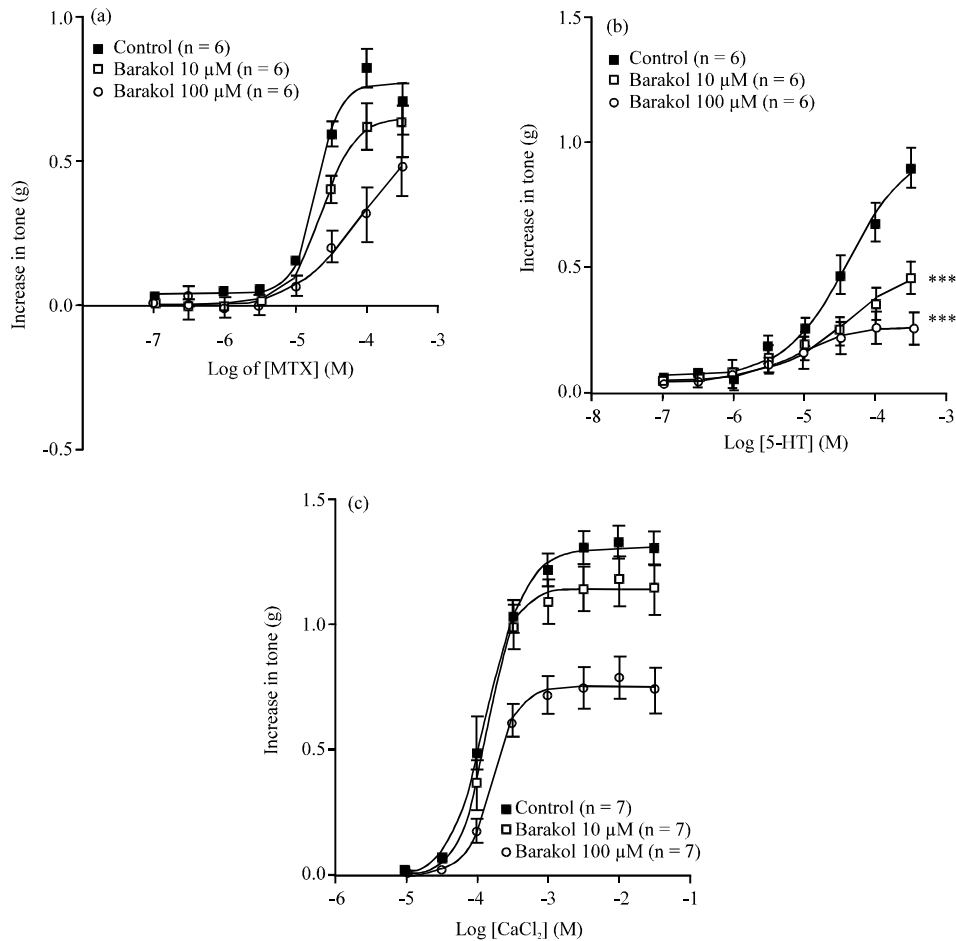 (a)
1.0
Control (n = 6)
Barakol 10 µM (n = 6)
Barakol 100 µM (n = 6)
0.5
0.0
-0.5
Increase in tone (g)
-7 -6 -5 -4 -3
Log of [MTX] (M)
(b)
1.5
Control (n = 6)
Barakol 10 µM (n = 6)
Barakol 100 µM (n = 6)
1.0
0.5
0.0
Increase in tone (g)
***
***
-8 -7 -6 -5 -4 -3
Log [5-HT] (M)
(c)
1.5
1.0
0.5
0.0
Increase in tone (g)
Control (n = 7)
Barakol 10 µM (n = 7)
Barakol 100 µM (n = 7)
-6 -5 -4 -3 -2 -1
Log [CaCl₂] (M)